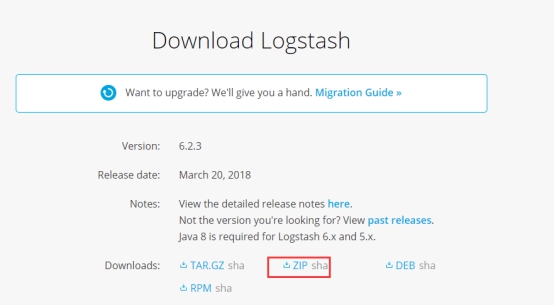 Download Logstash
Want to upgrade? We'll give you a hand. Migration Guide »
Version: 6.2.3
Release date: March 20, 2018
Notes: View the detailed release notes here.
Not the version you're looking for? View past releases.
Java 8 is required for Logstash 6.x and 5.x.
Downloads: TAR.GZ sha ZIP sha DEB sha
RPM sha